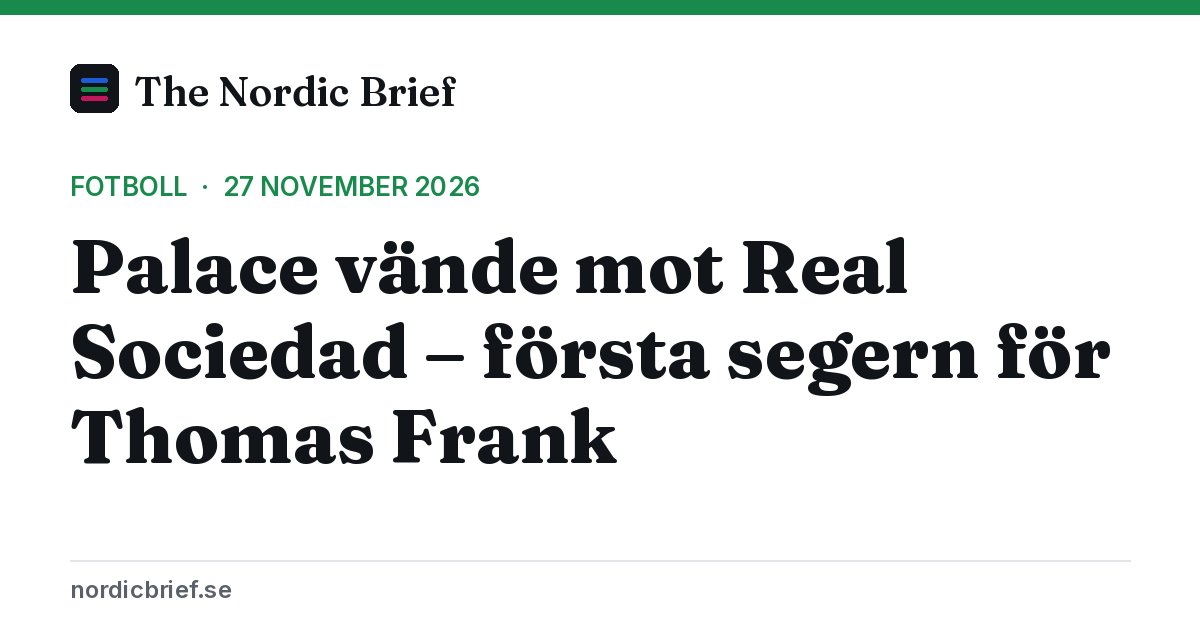 The Nordic Brief
FOTBOLL · 27 NOVEMBER 2026
Palace vände mot Real
Sociedad – första segern för
Thomas Frank
nordicbrief.se